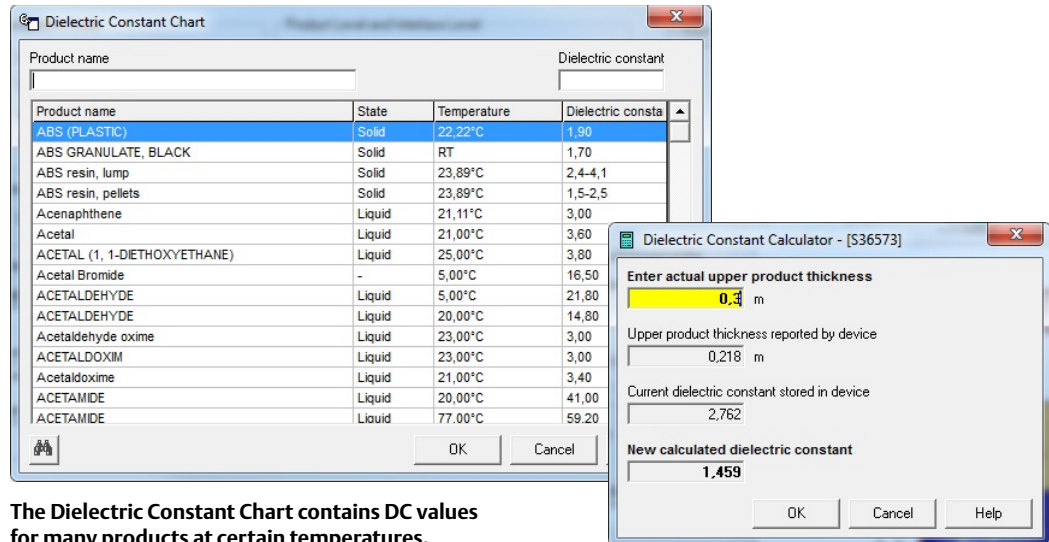 Dielectric Constant Chart
Product name Dielectric constant
Product name State Temperature Dielectric consta
ABS (PLASTIC) Solid 22,22°C 1,90
ABS GRANULATE, BLACK Solid RT 1,70
ABS resin, lump Solid 23,89°C 2,4-4,1
ABS resin, pellets Solid 23,89°C 1,5-2,5
Acenaphthene Liquid 21,11°C 3,00
Acetal Liquid 21,00°C 3,60
ACETAL (1, 1-DIETHOXYETHANE) Liquid 25,00°C 3,80
Acetal Bromide - 5,00°C 16,50
ACETALDEHYDE Liquid 5,00°C 21,80
ACETALDEHYDE Liquid 20,00°C 14,80
Acetaldehyde oxime Liquid 23,00°C 3,00
ACETALDOXIM Liquid 23,00°C 3,00
Acetaldoxime Liquid 21,00°C 3,40
ACETAMIDE Liquid 20,00°C 41,00
ACETAMIDE Liquid 77,00°C 59,20
OK Cancel
Dielectric Constant Calculator - [S36573]
Enter actual upper product thickness
0,3 m
Upper product thickness reported by device
0,218 m
Current dielectric constant stored in device
2,762
New calculated dielectric constant
1,459
OK Cancel Help
The Dielectric Constant Chart contains DC values
for many products at certain temperatures.